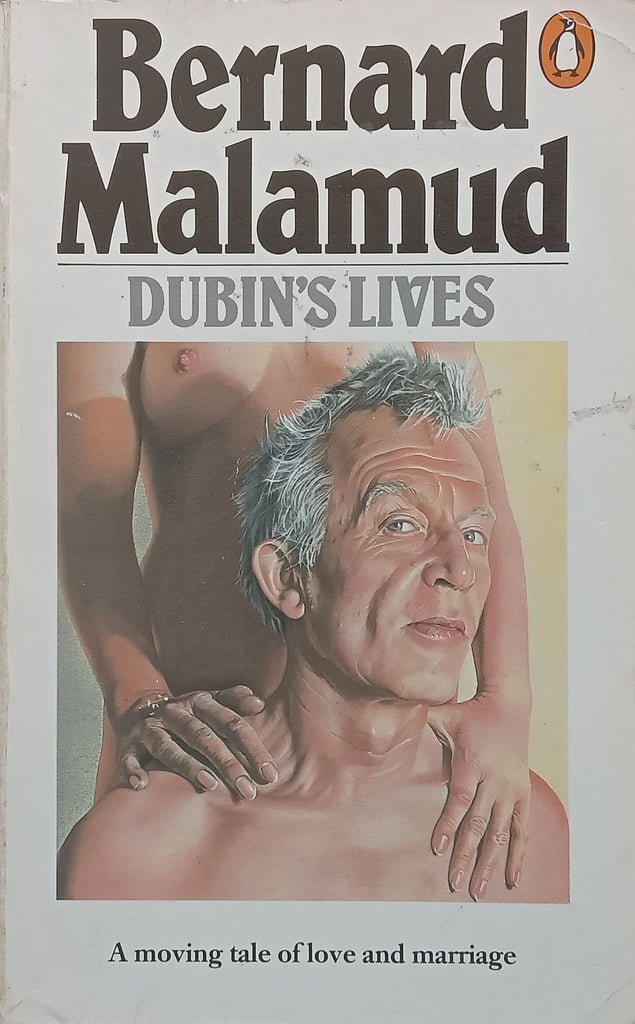 Bernard
Malamud
DUBIN'S LIVES
A moving tale of love and marriage